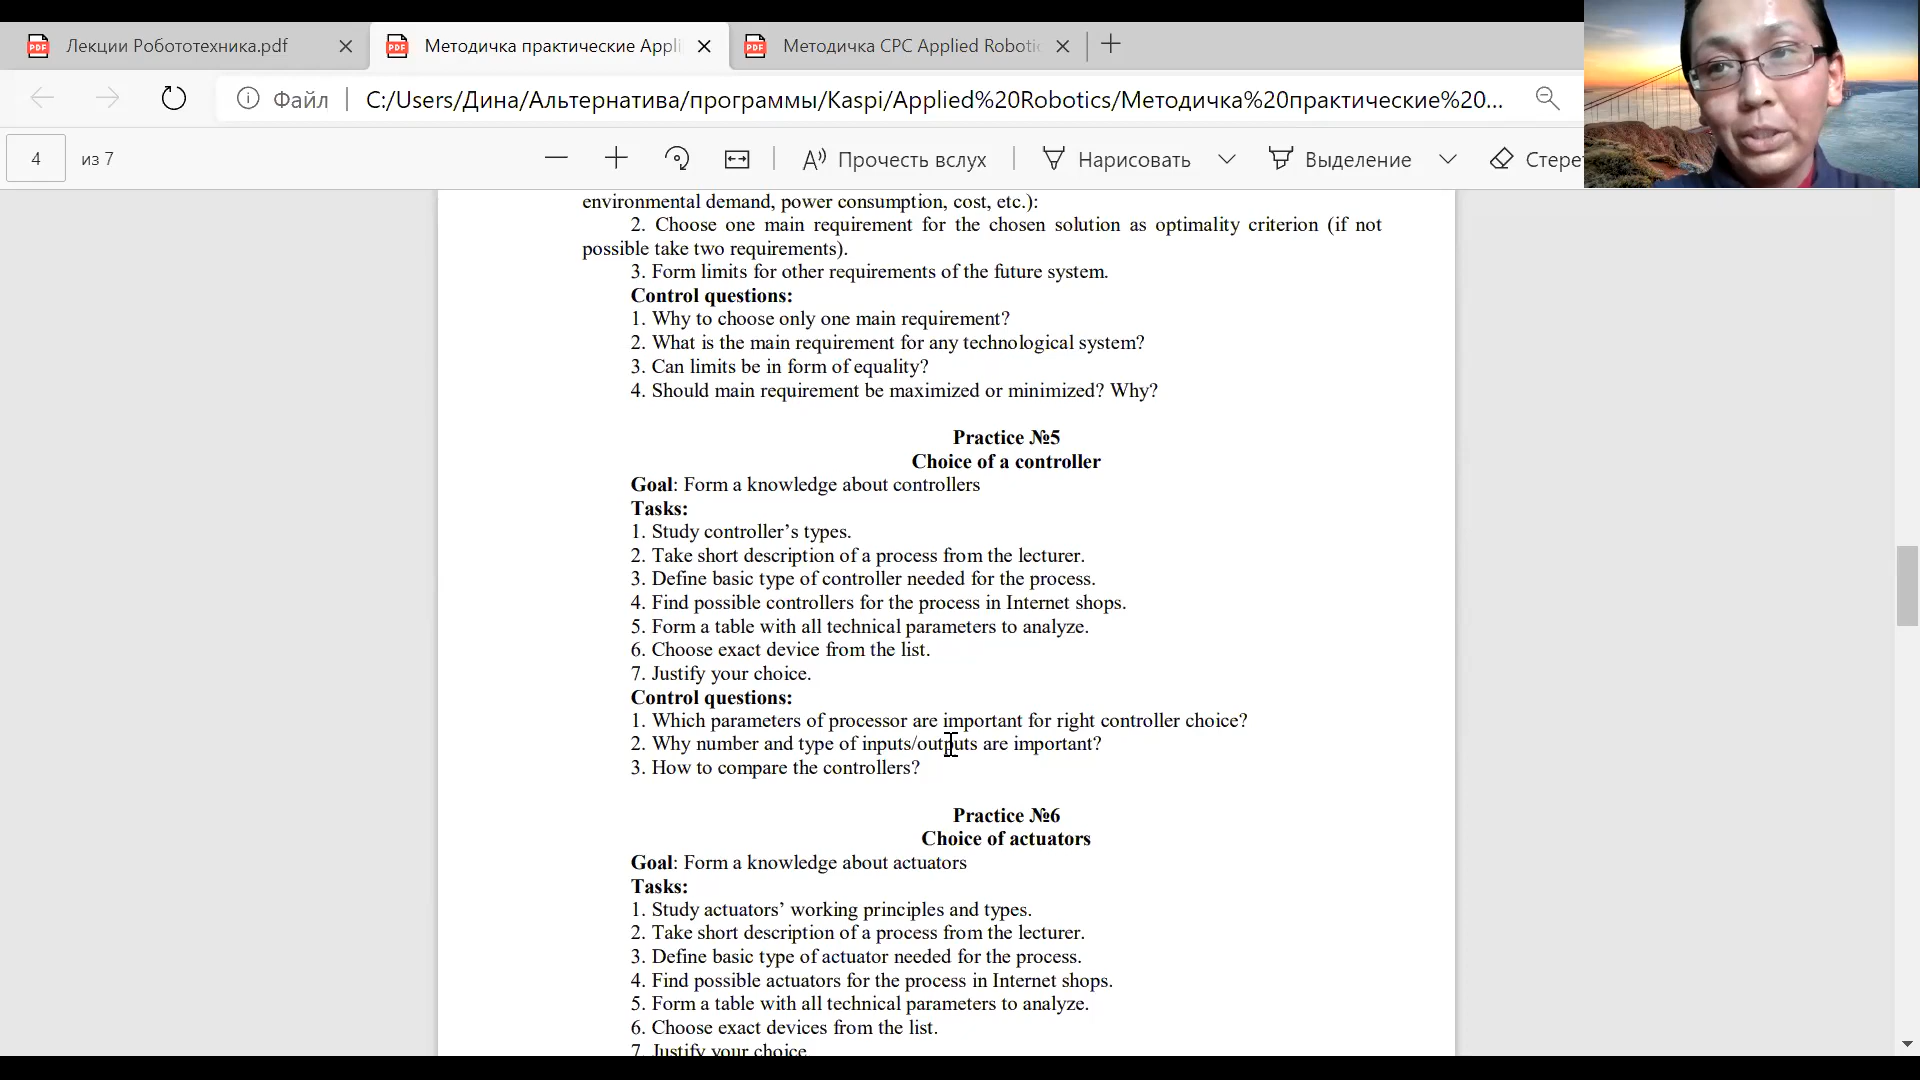 Лекции Робототехника.pdf
Методичка практические Appl
Методичка СРС Applied Roboti
Файл
C:/Users/Дина/Альтернатива/программы/Kaspi/Applied%20Robotics/Методичка%20практические%20...
4 из 7
Прочесть вслух
Нарисовать
Выделение
Стере
environmental demand, power consumption, cost, etc.):
2. Choose one main requirement for the chosen solution as optimality criterion (if not
possible take two requirements).
3. Form limits for other requirements of the future system.
Control questions:
1. Why to choose only one main requirement?
2. What is the main requirement for any technological system?
3. Can limits be in form of equality?
4. Should main requirement be maximized or minimized? Why?
Practice №5
Choice of a controller
Goal: Form a knowledge about controllers
Tasks:
1. Study controller’s types.
2. Take short description of a process from the lecturer.
3. Define basic type of controller needed for the process.
4. Find possible controllers for the process in Internet shops.
5. Form a table with all technical parameters to analyze.
6. Choose exact device from the list.
7. Justify your choice.
Control questions:
1. Which parameters of processor are important for right controller choice?
2. Why number and type of inputs/outputs are important?
3. How to compare the controllers?
Practice №6
Choice of actuators
Goal: Form a knowledge about actuators
Tasks:
1. Study actuators’ working principles and types.
2. Take short description of a process from the lecturer.
3. Define basic type of actuator needed for the process.
4. Find possible actuators for the process in Internet shops.
5. Form a table with all technical parameters to analyze.
6. Choose exact devices from the list.
7. Justify your choice